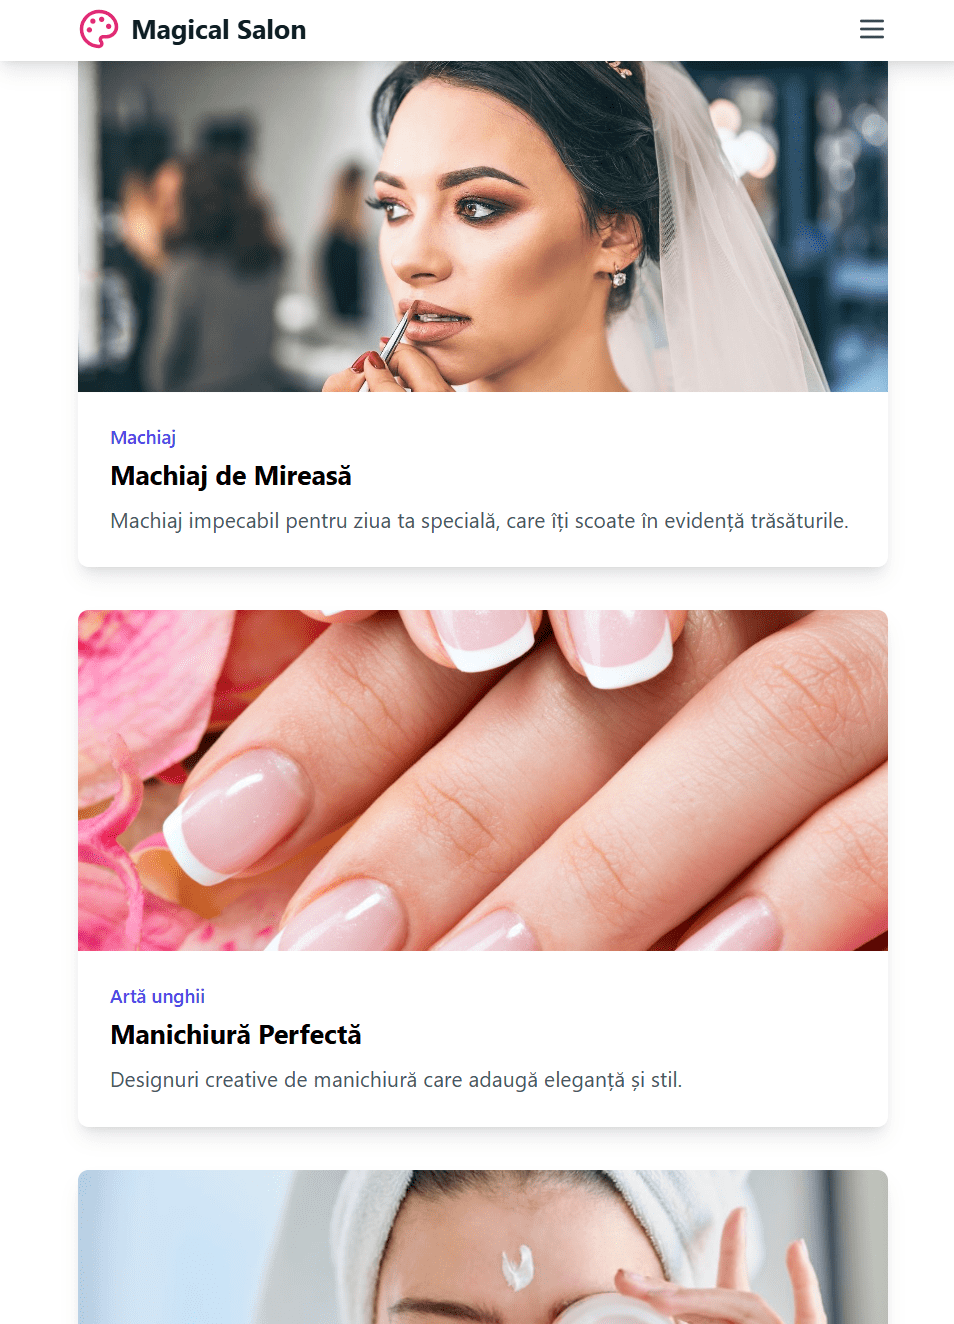 Magical Salon
Machiaj
Machiaj de Mireasă
Machiaj impecabil pentru ziua ta specială, care îți scoate în evidență trăsăturile.
Artă unghii
Manichiură Perfectă
Designuri creative de manichiură care adaugă eleganță și stil.